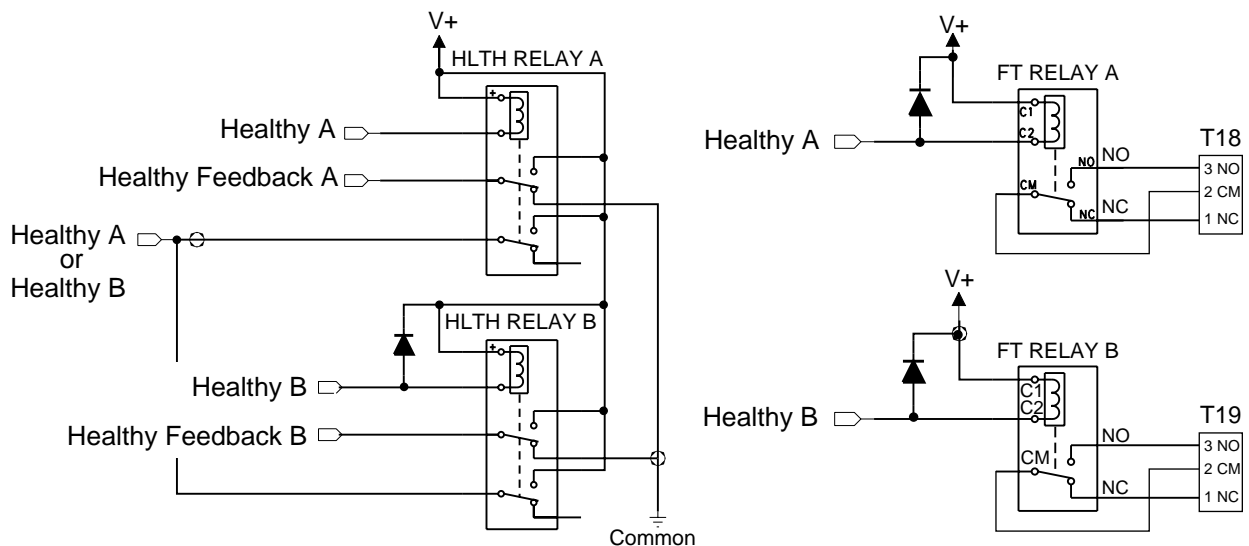 V+
HLTH RELAY A
+
Healthy A
Healthy Feedback A
Healthy A
or
Healthy B
HLTH RELAY B
+
Healthy B
Healthy Feedback B
Common
V+
FT RELAY A
C1
Healthy A
C2
T18
NO
NO
3 NO
CM
2 CM
NC
NC
1 NC
V+
FT RELAY B
C1
C2
Healthy B
T19
NO
3 NO
CM
2 CM
NC
1 NC